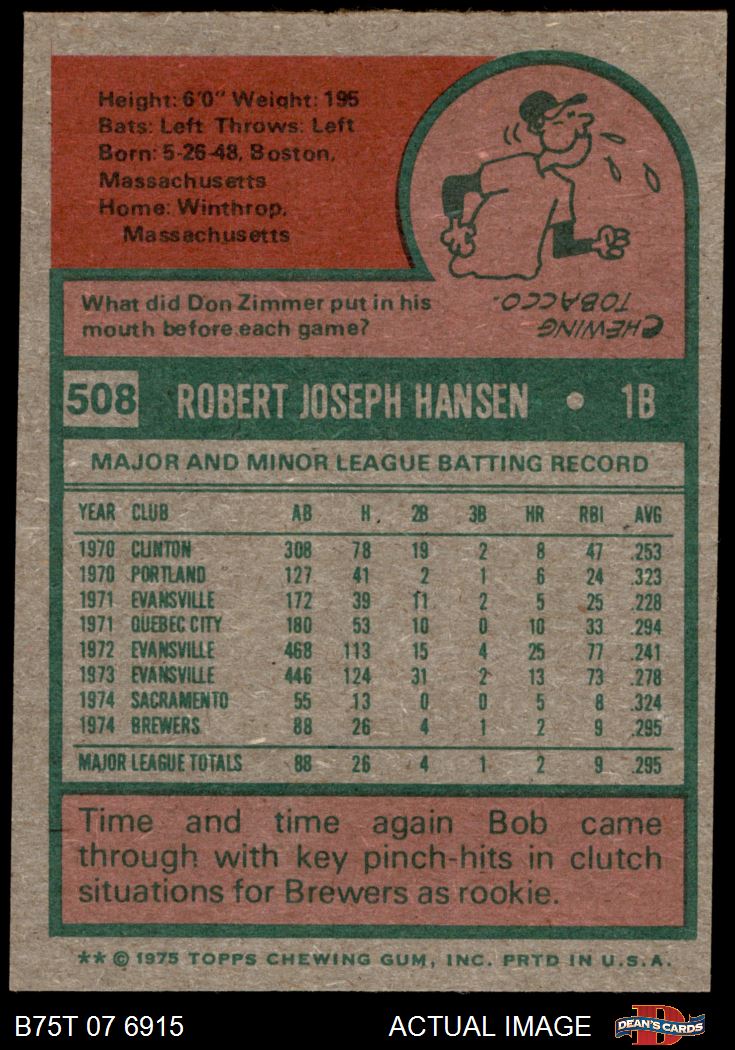 Height: 6'0" Weight: 195
Bats: Left Throws: Left
Born: 5-26-48, Boston,
Massachusetts
Home: Winthrop,
Massachusetts
What did Don Zimmer put in his
mouth before each game?
CHEWING
TOBACCO.
508 ROBERT JOSEPH HANSEN • 1B
MAJOR AND MINOR LEAGUE BATTING RECORD
YEAR CLUB AB H. 2B 3B HR RBI AVG
1970 CLINTON 308 78 19 2 8 47 .253
1970 PORTLAND 127 41 2 1 6 24 .323
1971 EVANSVILLE 172 39 11 2 5 25 .228
1971 QUEBEC CITY 180 53 10 0 10 33 .294
1972 EVANSVILLE 468 113 15 4 25 77 .241
1973 EVANSVILLE 446 124 31 2 13 73 .278
1974 SACRAMENTO 55 13 0 0 5 8 .324
1974 BREWERS 88 26 4 1 2 9 .295
MAJOR LEAGUE TOTALS 88 26 4 1 2 9 .295
Time and time again Bob came
through with key pinch-hits in clutch
situations for Brewers as rookie.
** © 1975 TOPPS CHEWING GUM, INC. PRTD IN U.S.A.
B75T 07 6915 ACTUAL IMAGE DEAN'S CARDS